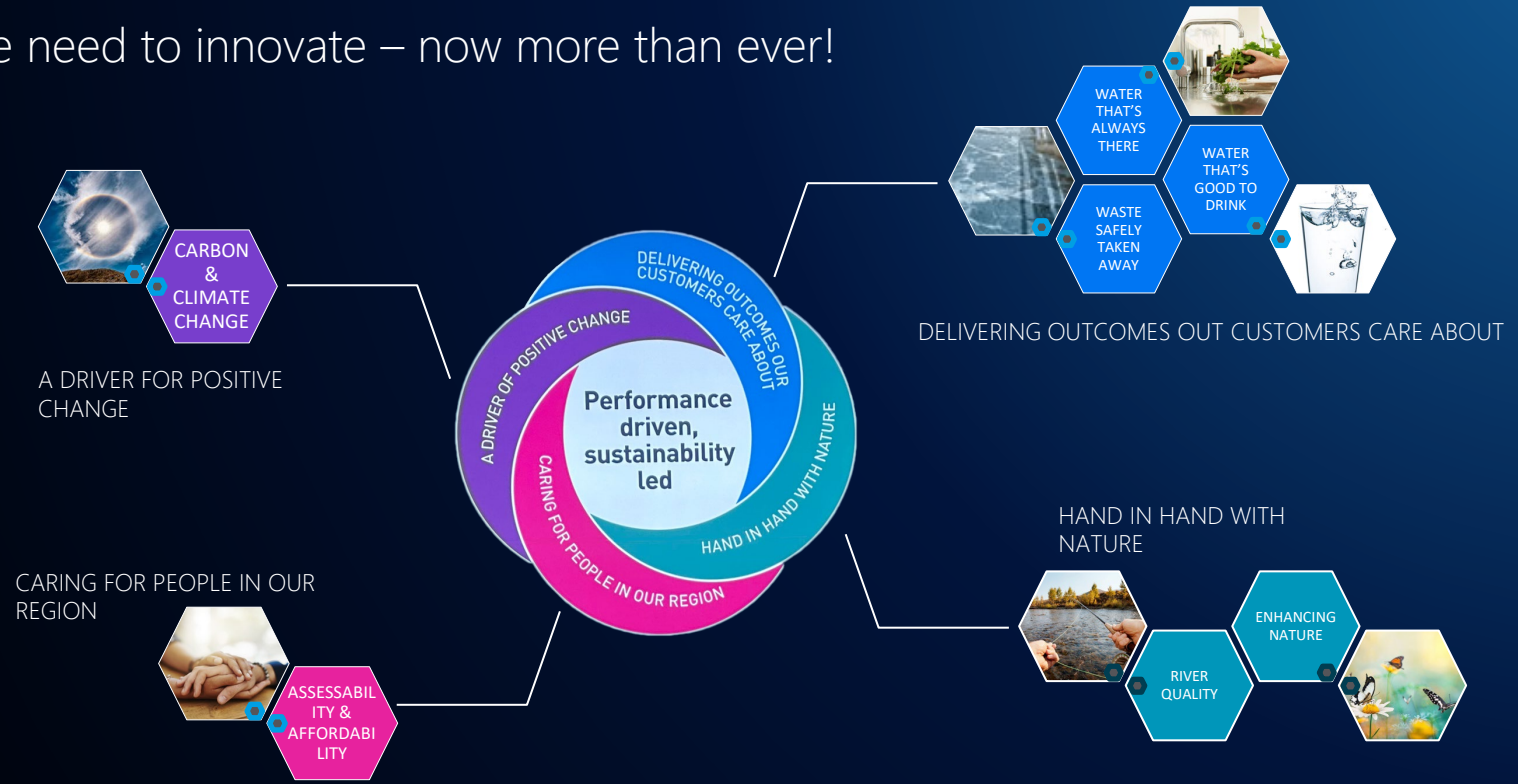 e need to innovate – now more than ever!
WATER
THAT'S
ALWAYS
THERE
WATER
THAT'S
GOOD TO
DRINK
WASTE
SAFELY
TAKEN
AWAY
DELIVERING OUTCOMES OUT CUSTOMERS CARE ABOUT
CARBON
&
CLIMATE
CHANGE
A DRIVER FOR POSITIVE
CHANGE
DELIVERING OUTCOMES OUR
CUSTOMERS CARE ABOUT
A DRIVER OF POSITIVE CHANGE
Performance
driven,
sustainability
led
HAND IN HAND WITH NATURE
CARING FOR PEOPLE IN OUR REGION
HAND IN HAND WITH
NATURE
ENHANCING
NATURE
RIVER
QUALITY
CARING FOR PEOPLE IN OUR
REGION
ASSESSABIL
ITY &
AFFORDABI
LITY